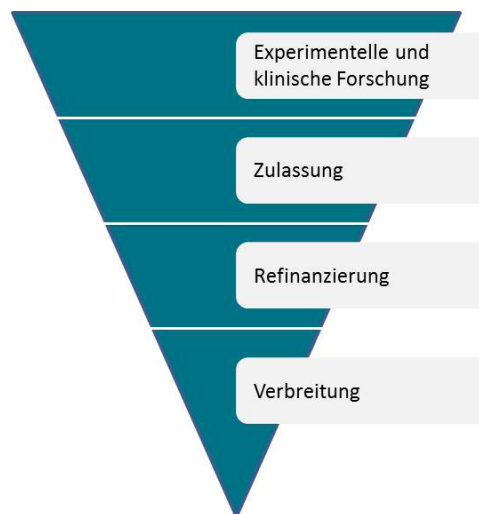 Experimentelle und
klinische Forschung
Zulassung
Refinanzierung
Verbreitung